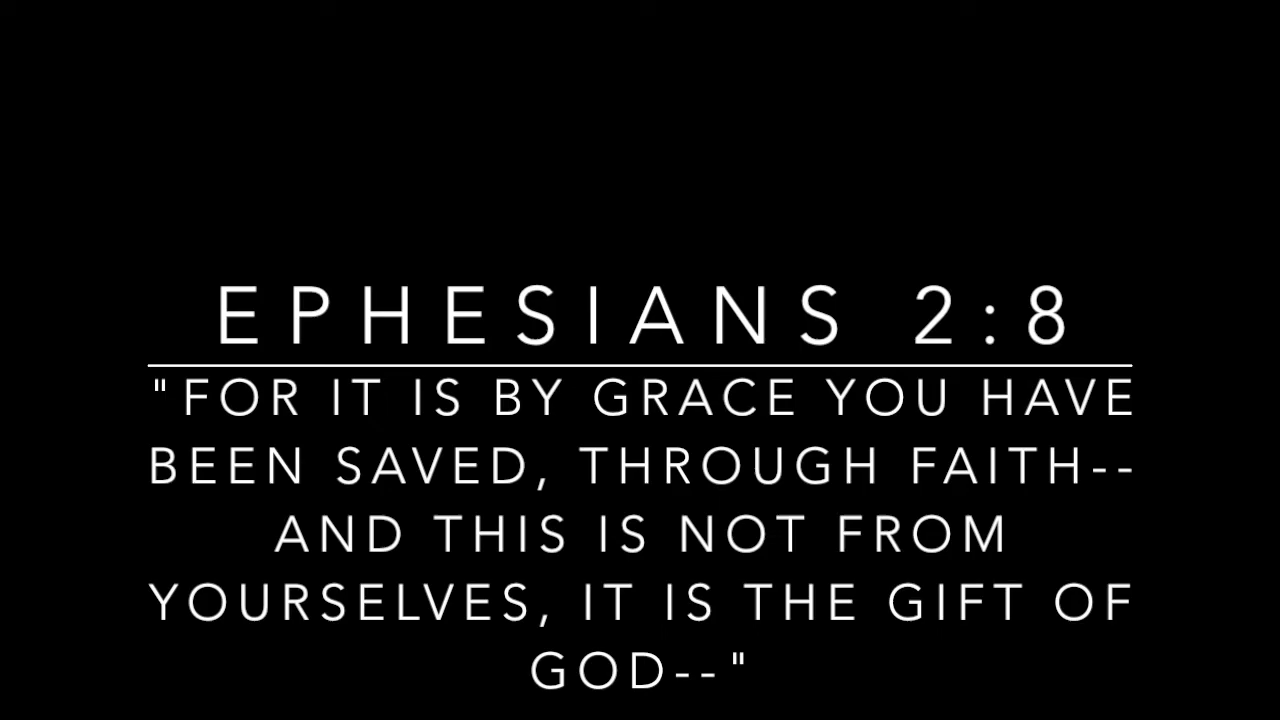 EPHESIANS 2:8
"FOR IT IS BY GRACE YOU HAVE
BEEN SAVED, THROUGH FAITH--
AND THIS IS NOT FROM
YOURSELVES, IT IS THE GIFT OF
GOD--"